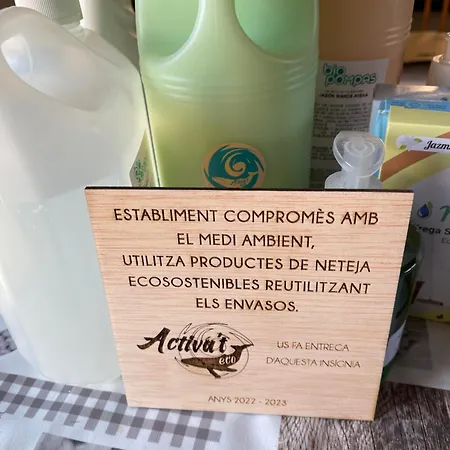 bio
pompas
Jazm
ESTABLIMENT COMPROMÈS AMB
EL MEDI AMBIENT,
UTILITZA PRODUCTES DE NETEJA
ECOSOSTENIBLES REUTILITZANT
ELS ENVASOS.
Activa't
eco
US FA ENTREGA
D'AQUESTA INSÍGNIA
ANYS 2022 - 2023